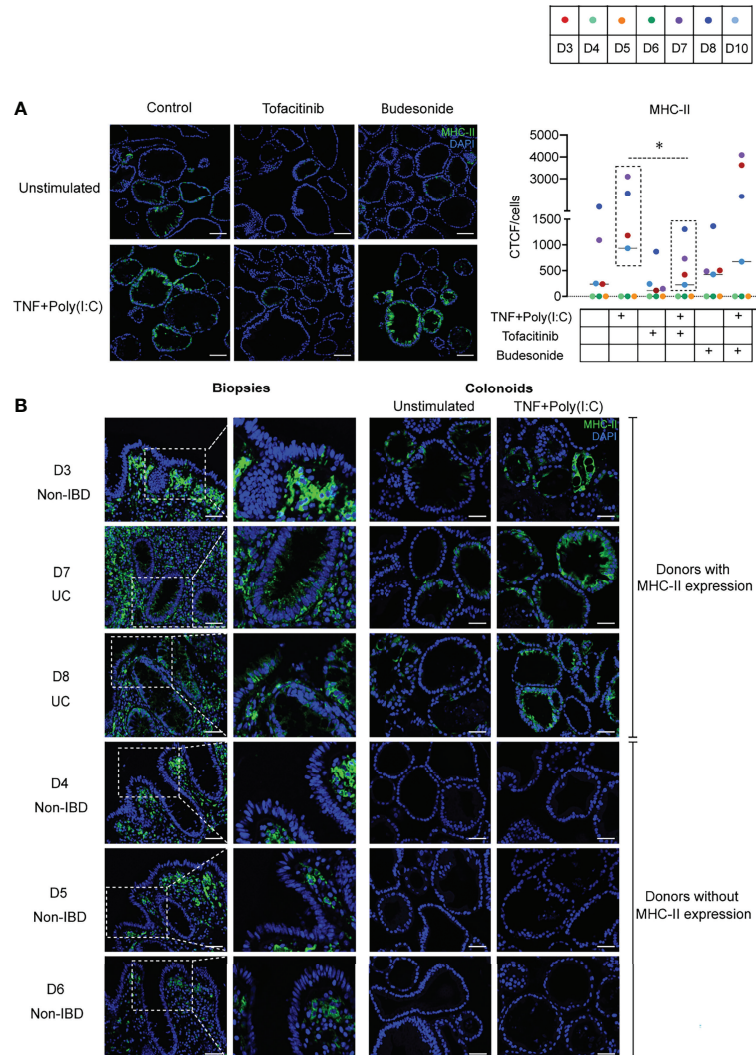 D3 D4 D5 D6 D7 D8 D10
A
Control Tofacitinib Budesonide
MHC-II
DAPI
Unstimulated
TNF+Poly(I:C)
MHC-II
CTCF/cells
5000
4000
3000
1500
1000
500
0
*
TNF+Poly(I:C) + + +
Tofacitinib + +
Budesonide + +
B
Biopsies Colonoids
Unstimulated TNF+Poly(I:C)
MHC-II
DAPI
D3
Non-IBD
D7
UC
D8
UC
Donors with
MHC-II expression
D4
Non-IBD
D5
Non-IBD
D6
Non-IBD
Donors without
MHC-II expression